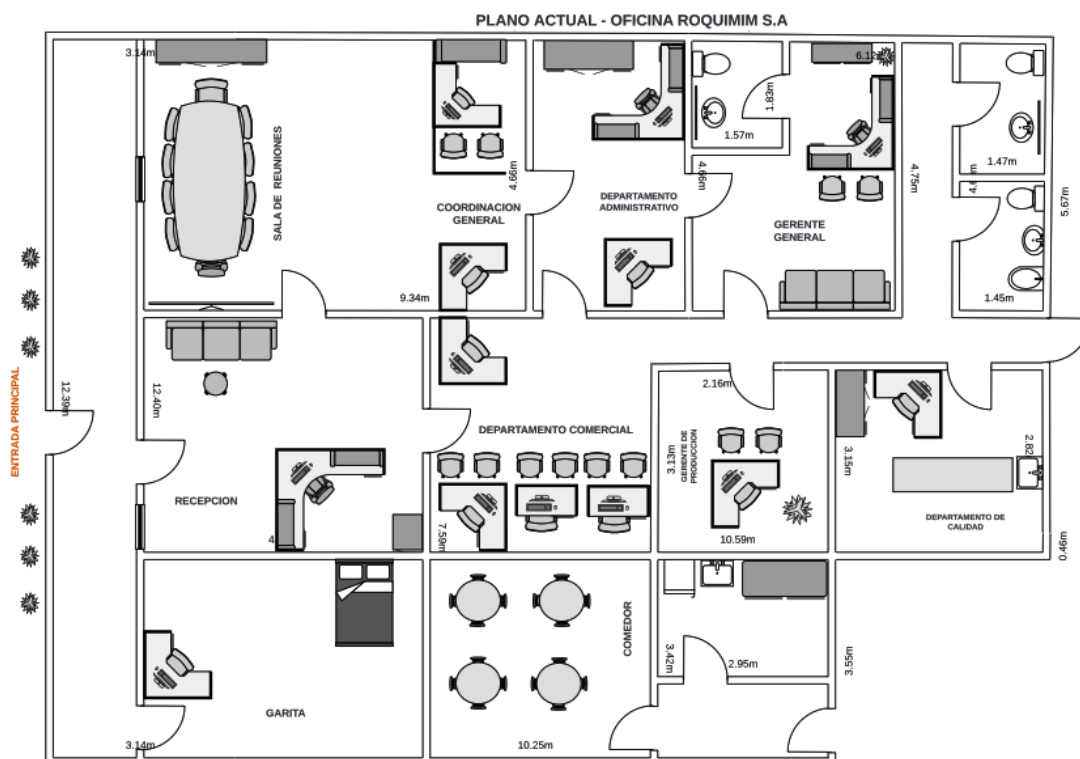 PLANO ACTUAL - OFICINA ROQUIMIM S.A
3.14m
6.12
1.83m
1.57m
1.47m
SALA DE REUNIONES
4.66m
4.66m
4.75m
5.67m
COORDINACION
GENERAL
DEPARTAMENTO
ADMINISTRATIVO
GERENTE
GENERAL
9.34m
1.45m
ENTRADA PRINCIPAL
12.39m
12.40m
2.16m
DEPARTAMENTO COMERCIAL
3.13m
GERENTE DE
PRODUCCION
3.15m
2.82
RECEPCION
4
7.59m
10.59m
DEPARTAMENTO DE
CALIDAD
0.46m
COMEDOR
3.42m
2.95m
3.55m
GARITA
3.14m
10.25m